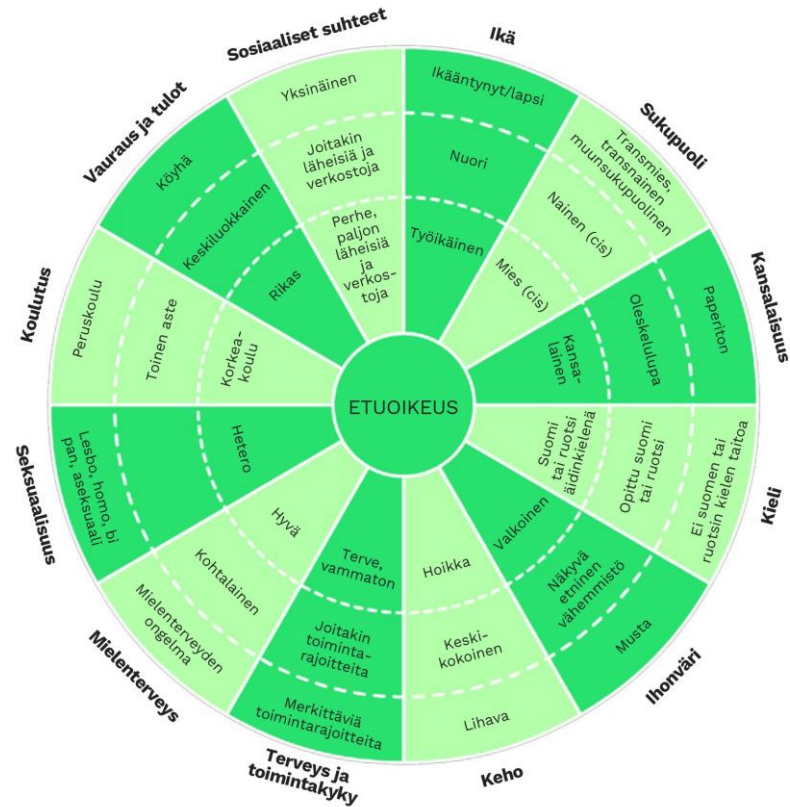 Ikä
Ikääntynyt/lapsi
Nuori
Työikäinen
Sukupuoli
Transmies,
transnainen,
muunsukupuolinen
Nainen (cis)
Mies (cis)
Kansalaisuus
Paperiton
Oleskelulupa
Kansa-
lainen
Kieli
Ei suomen tai
ruotsin kielen taitoa
Opittu suomi
tai ruotsi
Suomi
tai ruotsi
äidinkielenä
Ihonväri
Musta
Näkyvä
etninen
vähemmistö
Valkoinen
Keho
Lihava
Keski-
kokoinen
Hoikka
Terveys ja
toimintakyky
Merkittäviä
toimintarajoitteita
Joitakin
toiminta-
rajoitteita
Terve,
vammaton
Mielenterveys
Mielenterveyden
ongelma
Kohtalainen
Hyvä
Seksuaalisuus
Lesbo, homo, bi
pan, aseksuaali
Hetero
Koulutus
Peruskoulu
Toinen aste
Korkea-
koulu
Vauraus ja tulot
Köyhä
Keskiluokkainen
Rikas
Sosiaaliset suhteet
Yksinäinen
Joitakin
läheisiä ja
verkostoja
Perhe,
paljon
läheisiä
ja
verkos-
toja
ETUOIKEUS